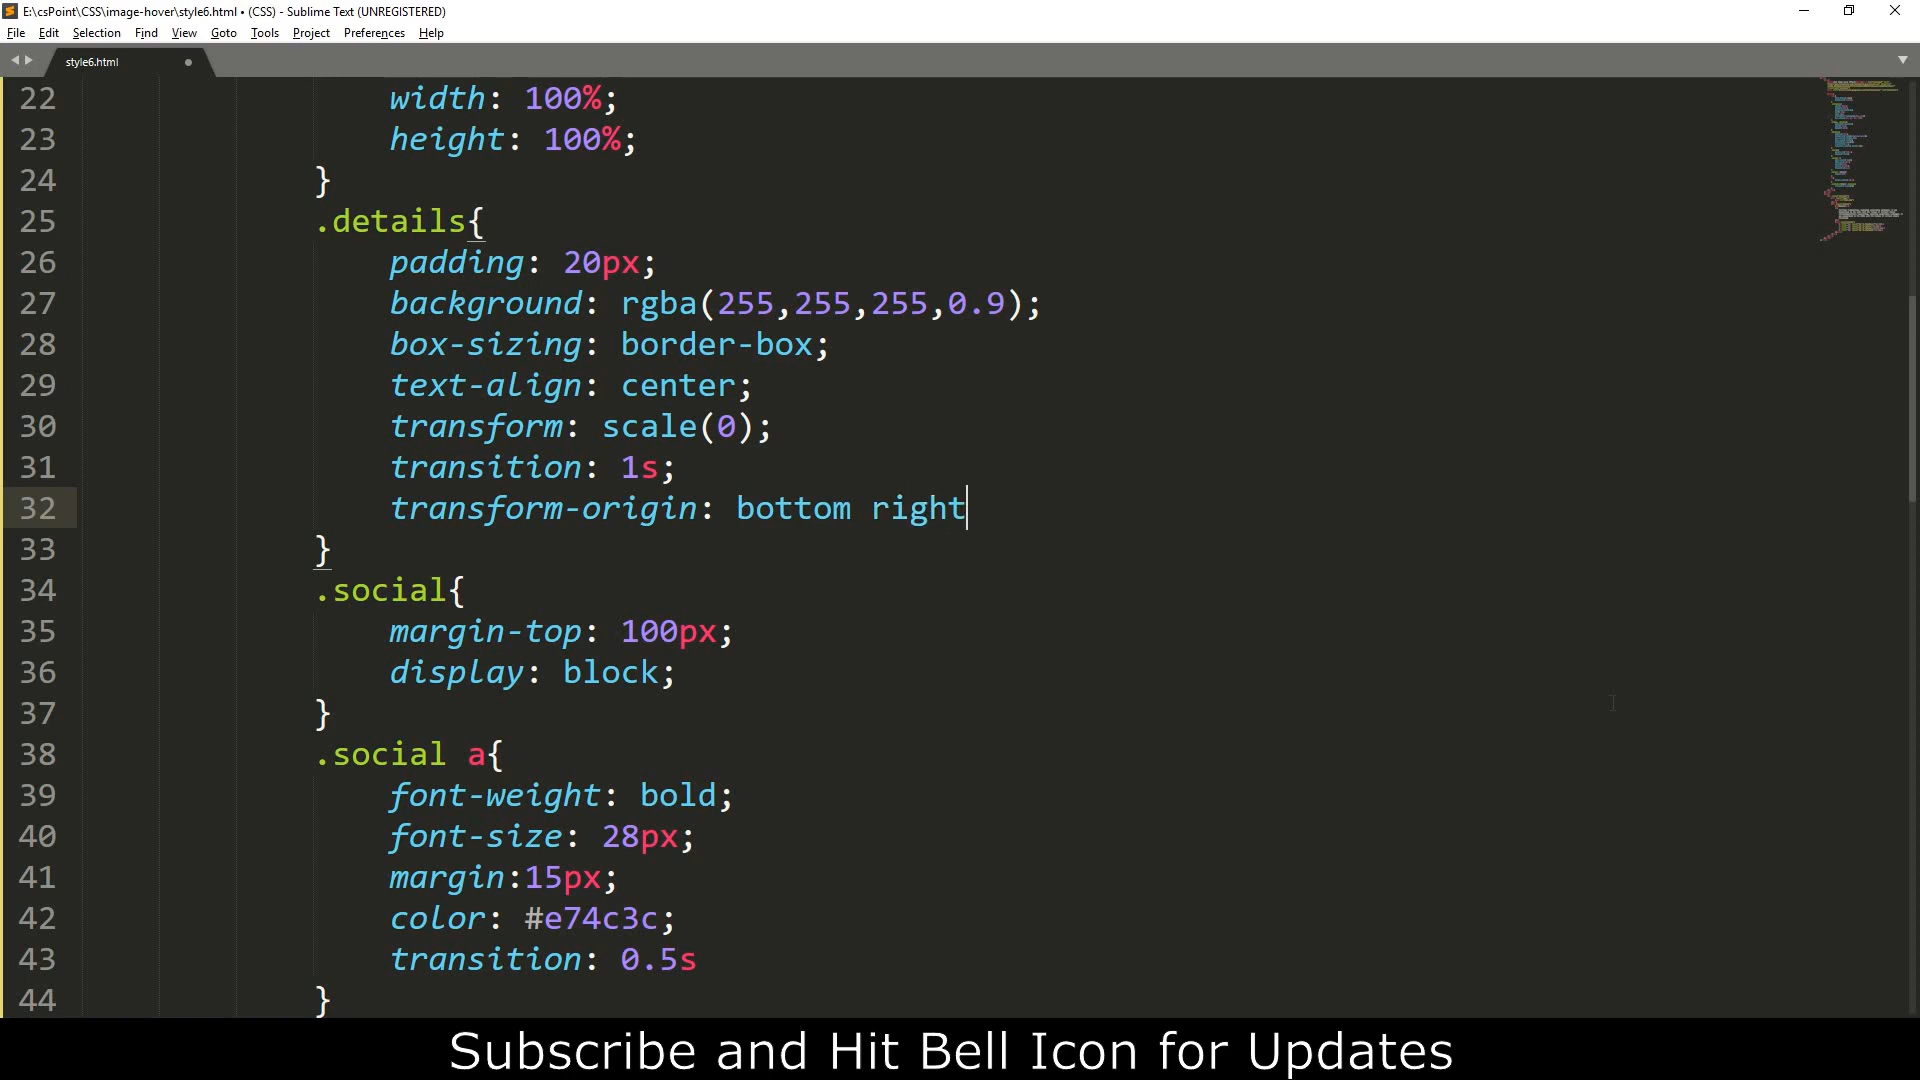 E:\csPoint\CSS\image-hover\style6.html • (CSS) - Sublime Text (UNREGISTERED)
File Edit Selection Find View Goto Tools Project Preferences Help
style6.html
22 width: 100%;
23 height: 100%;
24 }
25 .details{
26 padding: 20px;
27 background: rgba(255,255,255,0.9);
28 box-sizing: border-box;
29 text-align: center;
30 transform: scale(0);
31 transition: 1s;
32 transform-origin: bottom right
33 }
34 .social{
35 margin-top: 100px;
36 display: block;
37 }
38 .social a{
39 font-weight: bold;
40 font-size: 28px;
41 margin:15px;
42 color: #e74c3c;
43 transition: 0.5s
44 }
Subscribe and Hit Bell Icon for Updates